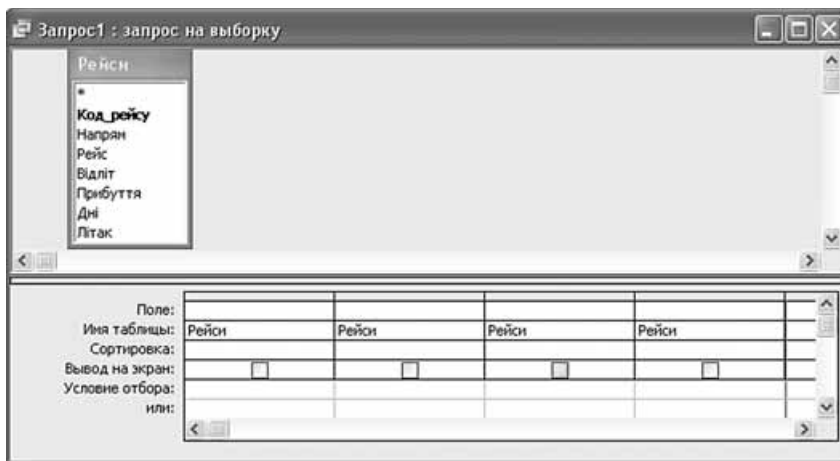 Запрос1 : запрос на выборку
Рейси
*
Код_рейсу
Напрям
Рейс
Відліт
Прибуття
Дні
Літак
Поле:
Имя таблицы: Рейси Рейси Рейси Рейси
Сортировка:
Вывод на экран:
Условие отбора:
или: